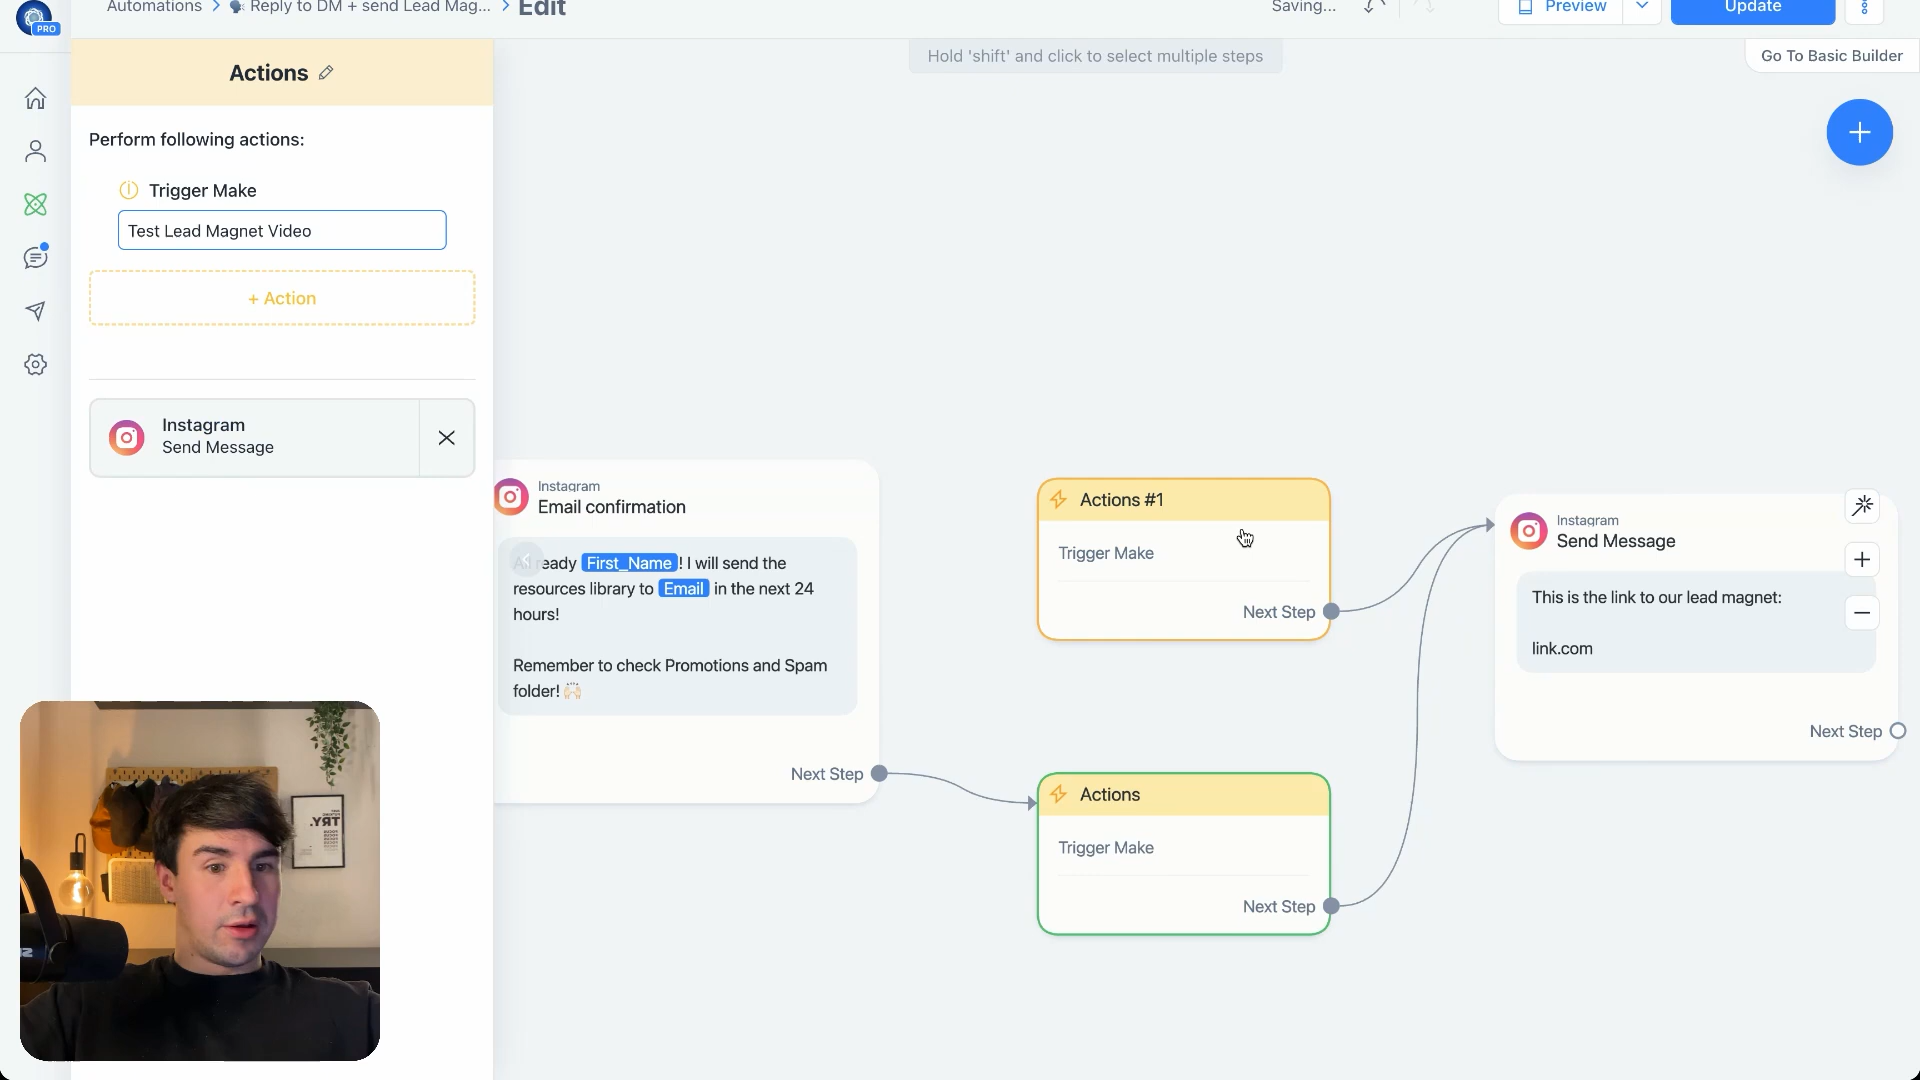 PRO
Automations
Reply to DM + send Lead Mag...
Edit
Saving...
Preview
Update
Hold 'shift' and click to select multiple steps
Go To Basic Builder
Actions
Perform following actions:
Trigger Make
Test Lead Magnet Video
+ Action
Instagram
Send Message
Instagram
Email confirmation
eady First_Name! I will send the
resources library to Email in the next 24
hours!
Remember to check Promotions and Spam
folder! 🙌🏻
Next Step
Actions #1
Trigger Make
Next Step
Actions
Trigger Make
Next Step
Instagram
Send Message
This is the link to our lead magnet:
link.com
Next Step
TRY.